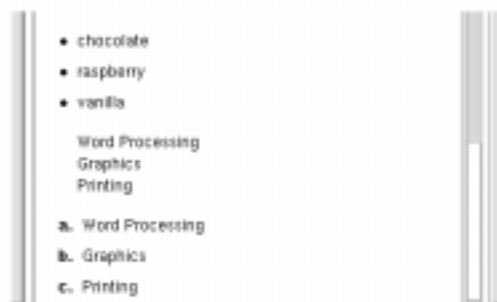 • chocolate
• raspberry
• vanilla
Word Processing
Graphics
Printing
a. Word Processing
b. Graphics
c. Printing